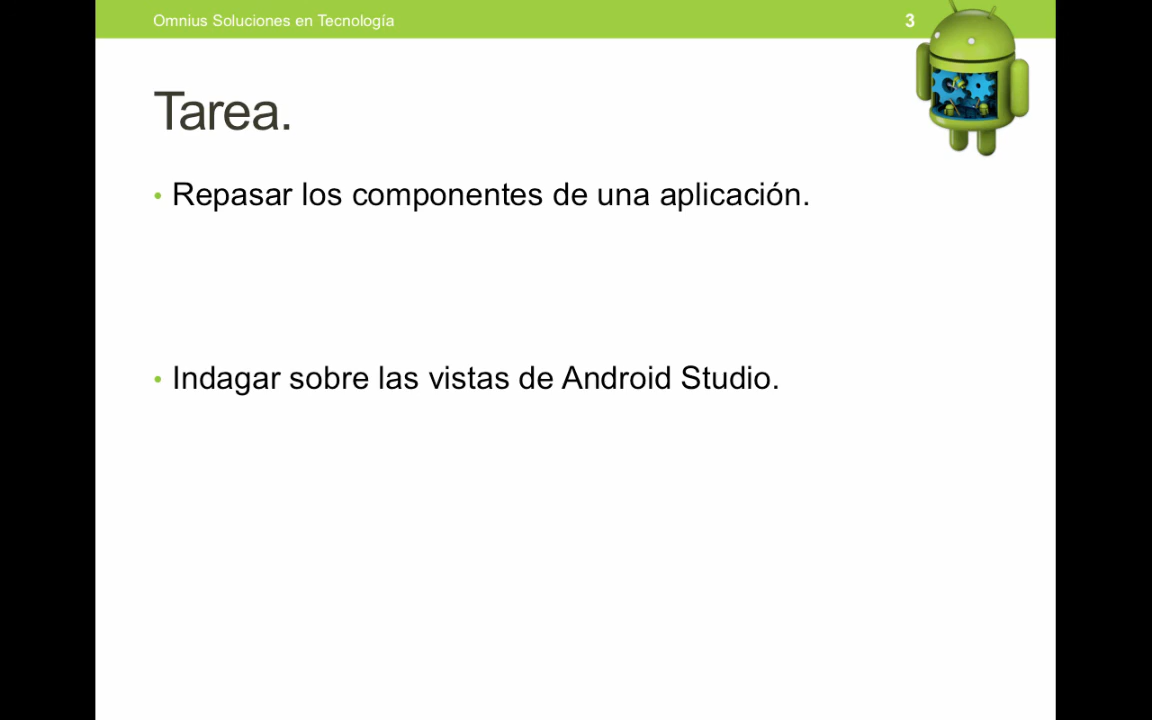 Omnius Soluciones en Tecnología
3
Tarea.
• Repasar los componentes de una aplicación.
• Indagar sobre las vistas de Android Studio.